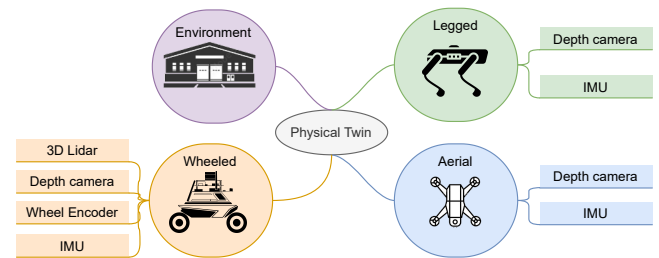 Environment
Legged
Depth camera
IMU
Physical Twin
3D Lidar
Depth camera
Wheel Encoder
IMU
Wheeled
Aerial
Depth camera
IMU